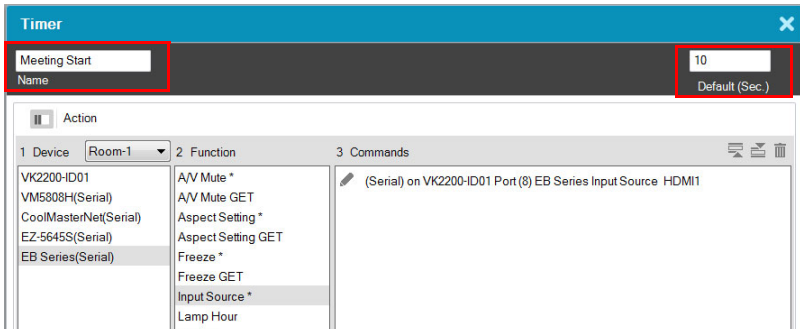 Timer
Meeting Start
10
Name
Default (Sec.)
Action
1 Device Room-1 2 Function 3 Commands
VK2200-ID01
VM5808H(Serial)
CoolMasterNet(Serial)
EZ-5645S(Serial)
EB Series(Serial)
A/V Mute *
A/V Mute GET
Aspect Setting *
Aspect Setting GET
Freeze *
Freeze GET
Input Source *
Lamp Hour
(Serial) on VK2200-ID01 Port (8) EB Series Input Source HDMI1